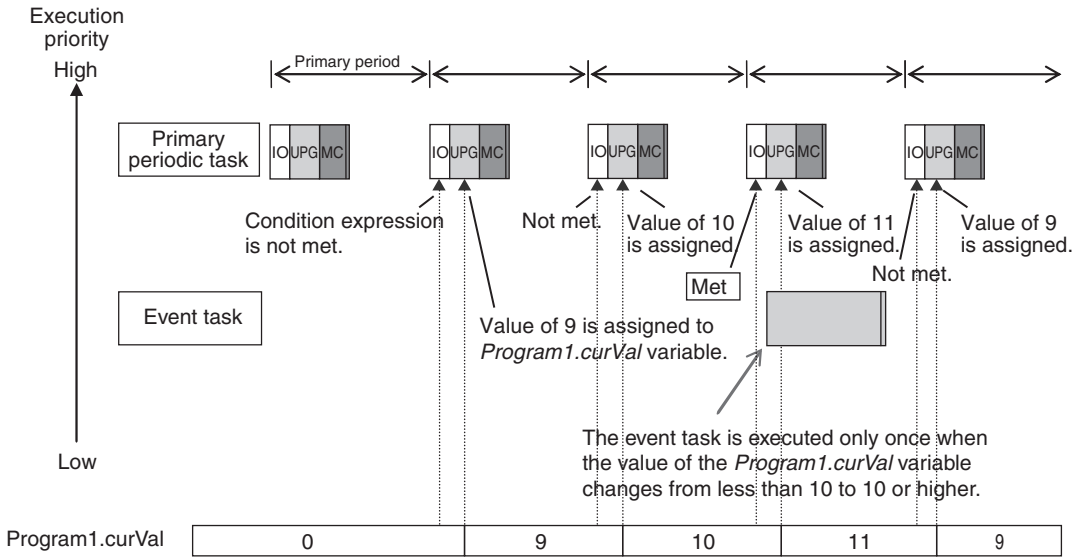 Execution
priority
High
Primary period
Primary
periodic task
IO UPG MC
IO UPG MC
IO UPG MC
IO UPG MC
IO UPG MC
Condition expression
is not met.
Not met.
Value of 10
is assigned.
Value of 11
is assigned.
Not met.
Value of 9
is assigned.
Met
Event task
Value of 9 is assigned to
Program1.curVal variable.
The event task is executed only once when
the value of the Program1.curVal variable
changes from less than 10 to 10 or higher.
Low
Program1.curVal
0
9
10
11
9